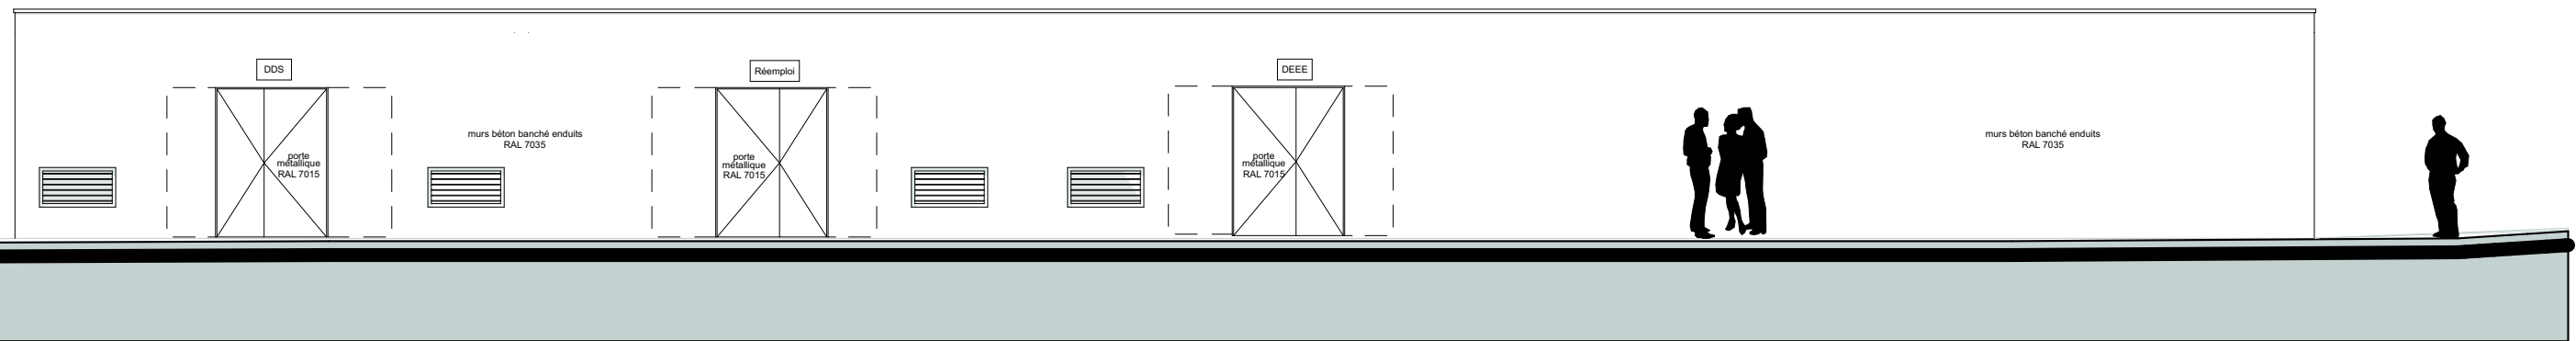 DDS
Réemploi
DEEE
murs béton banché enduits
RAL 7035
murs béton banché enduits
RAL 7035
porte
métallique
RAL 7015
porte
métallique
RAL 7015
porte
métallique
RAL 7015